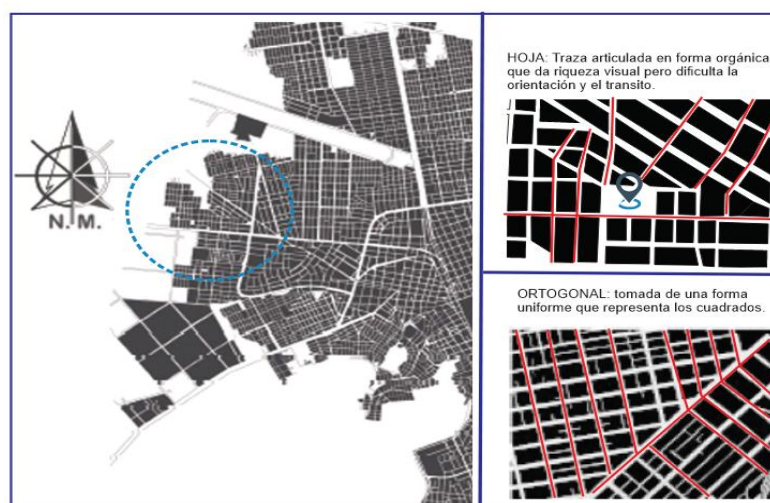 N. M.
HOJA: Traza articulada en forma orgánica
que da riqueza visual pero dificulta la
orientación y el transito.
ORTOGONAL: tomada de una forma
uniforme que representa los cuadrados.